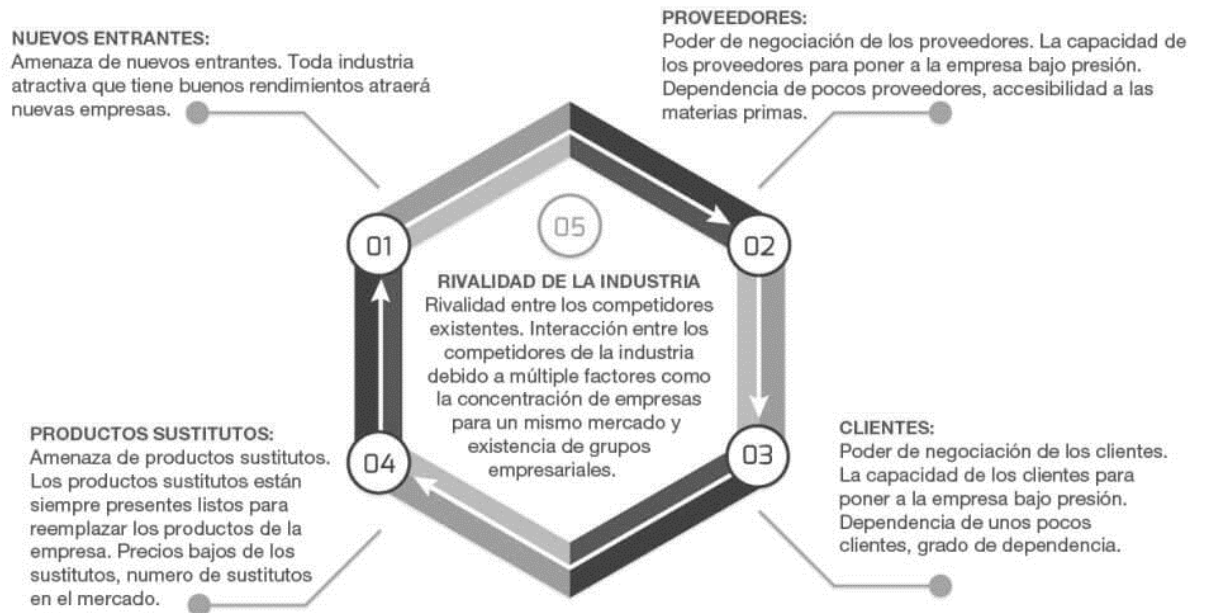 NUEVOS ENTRANTES:
Amenaza de nuevos entrantes. Toda industria
atractiva que tiene buenos rendimientos atraerá
nuevas empresas.
01
PROVEEDORES:
Poder de negociación de los proveedores. La capacidad de
los proveedores para poner a la empresa bajo presión.
Dependencia de pocos proveedores, accesibilidad a las
materias primas.
02
05
RIVALIDAD DE LA INDUSTRIA
Rivalidad entre los competidores
existentes. Interacción entre los
competidores de la industria
debido a múltiple factores como
la concentración de empresas
para un mismo mercado y
existencia de grupos
empresariales.
03
CLIENTES:
Poder de negociación de los clientes.
La capacidad de los clientes para
poner a la empresa bajo presión.
Dependencia de unos pocos
clientes, grado de dependencia.
04
PRODUCTOS SUSTITUTOS:
Amenaza de productos sustitutos.
Los productos sustitutos están
siempre presentes listos para
reemplazar los productos de la
empresa. Precios bajos de los
sustitutos, numero de sustitutos
en el mercado.